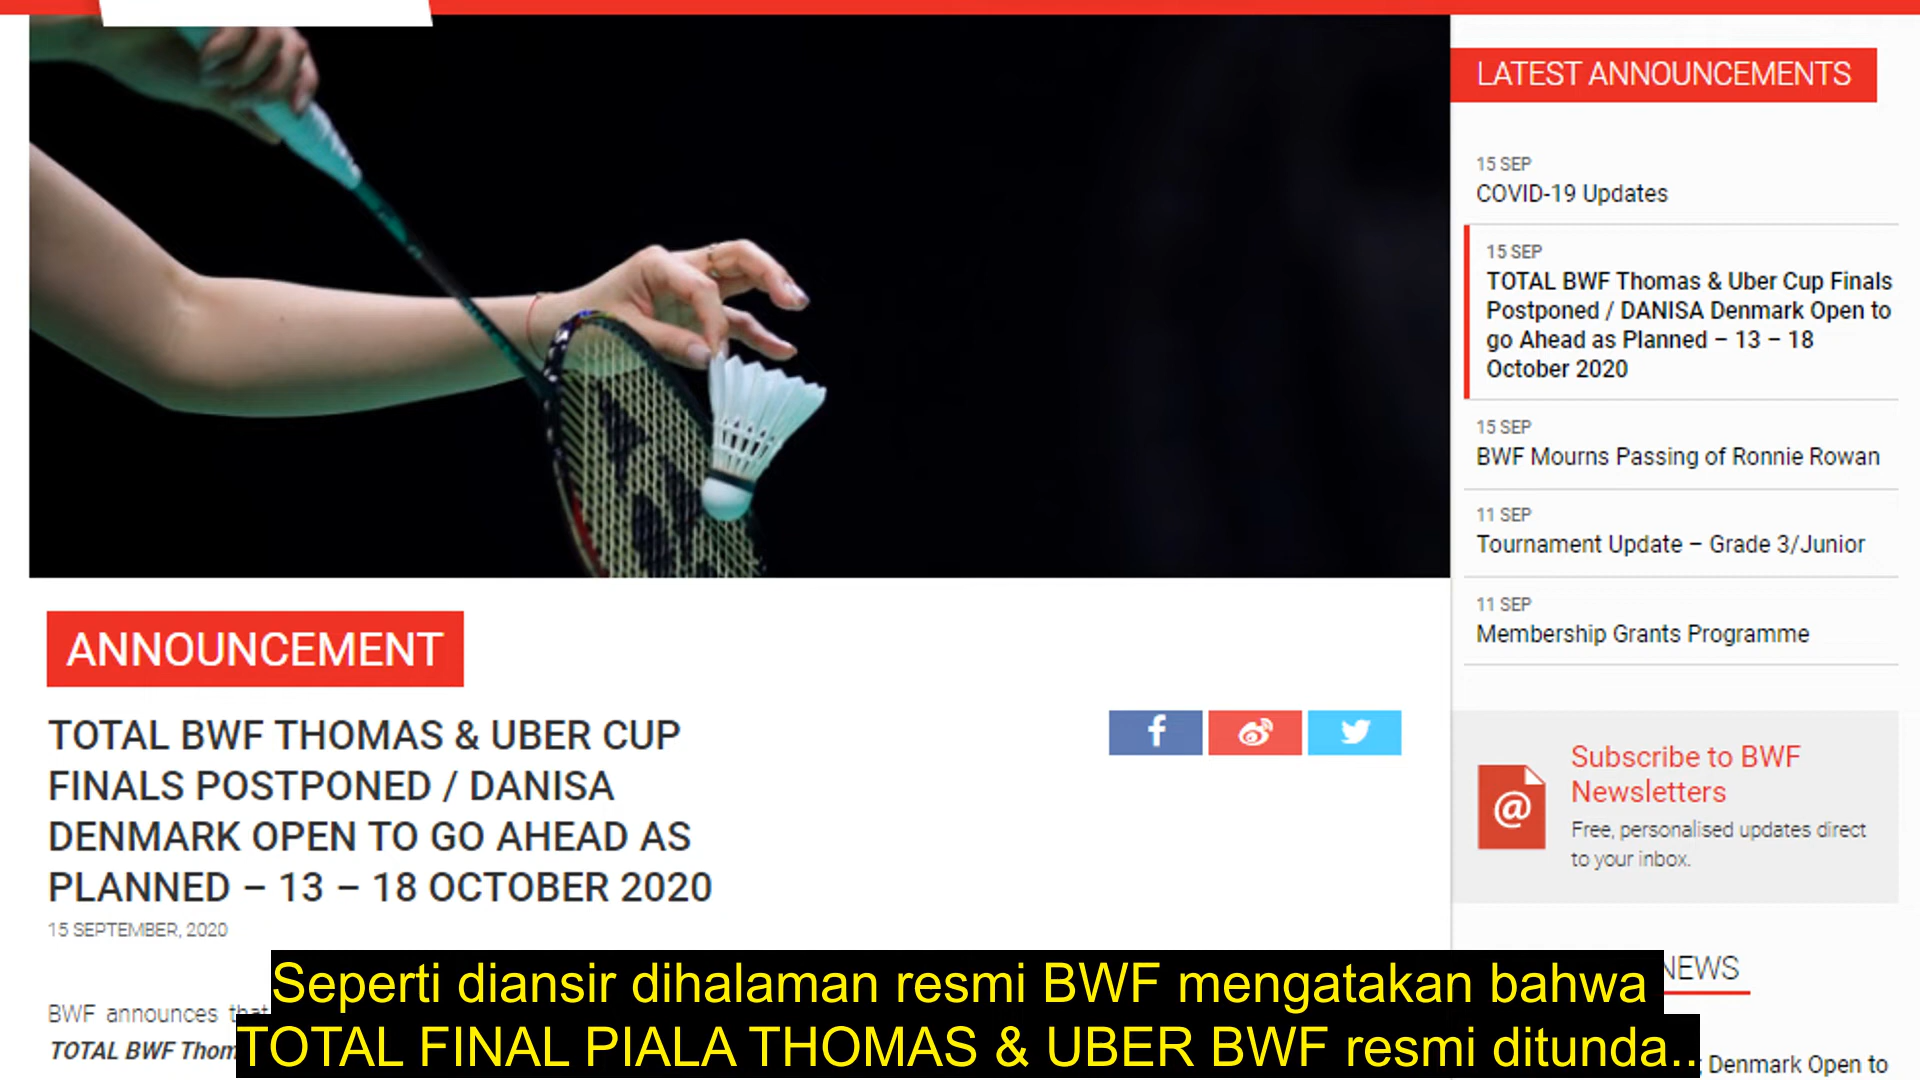 LATEST ANNOUNCEMENTS
15 SEP
COVID-19 Updates
15 SEP
TOTAL BWF Thomas & Uber Cup Finals
Postponed / DANISA Denmark Open to
go Ahead as Planned – 13 – 18
October 2020
15 SEP
BWF Mourns Passing of Ronnie Rowan
11 SEP
Tournament Update – Grade 3/Junior
11 SEP
Membership Grants Programme
Subscribe to BWF
Newsletters
Free, personalised updates direct
to your inbox.
NEWS
Denmark Open to
ANNOUNCEMENT
TOTAL BWF THOMAS & UBER CUP
FINALS POSTPONED / DANISA
DENMARK OPEN TO GO AHEAD AS
PLANNED – 13 – 18 OCTOBER 2020
15 SEPTEMBER, 2020
BWF announces that
TOTAL BWF Thom
Seperti diansir dihalaman resmi BWF mengatakan bahwa
TOTAL FINAL PIALA THOMAS & UBER BWF resmi ditunda..